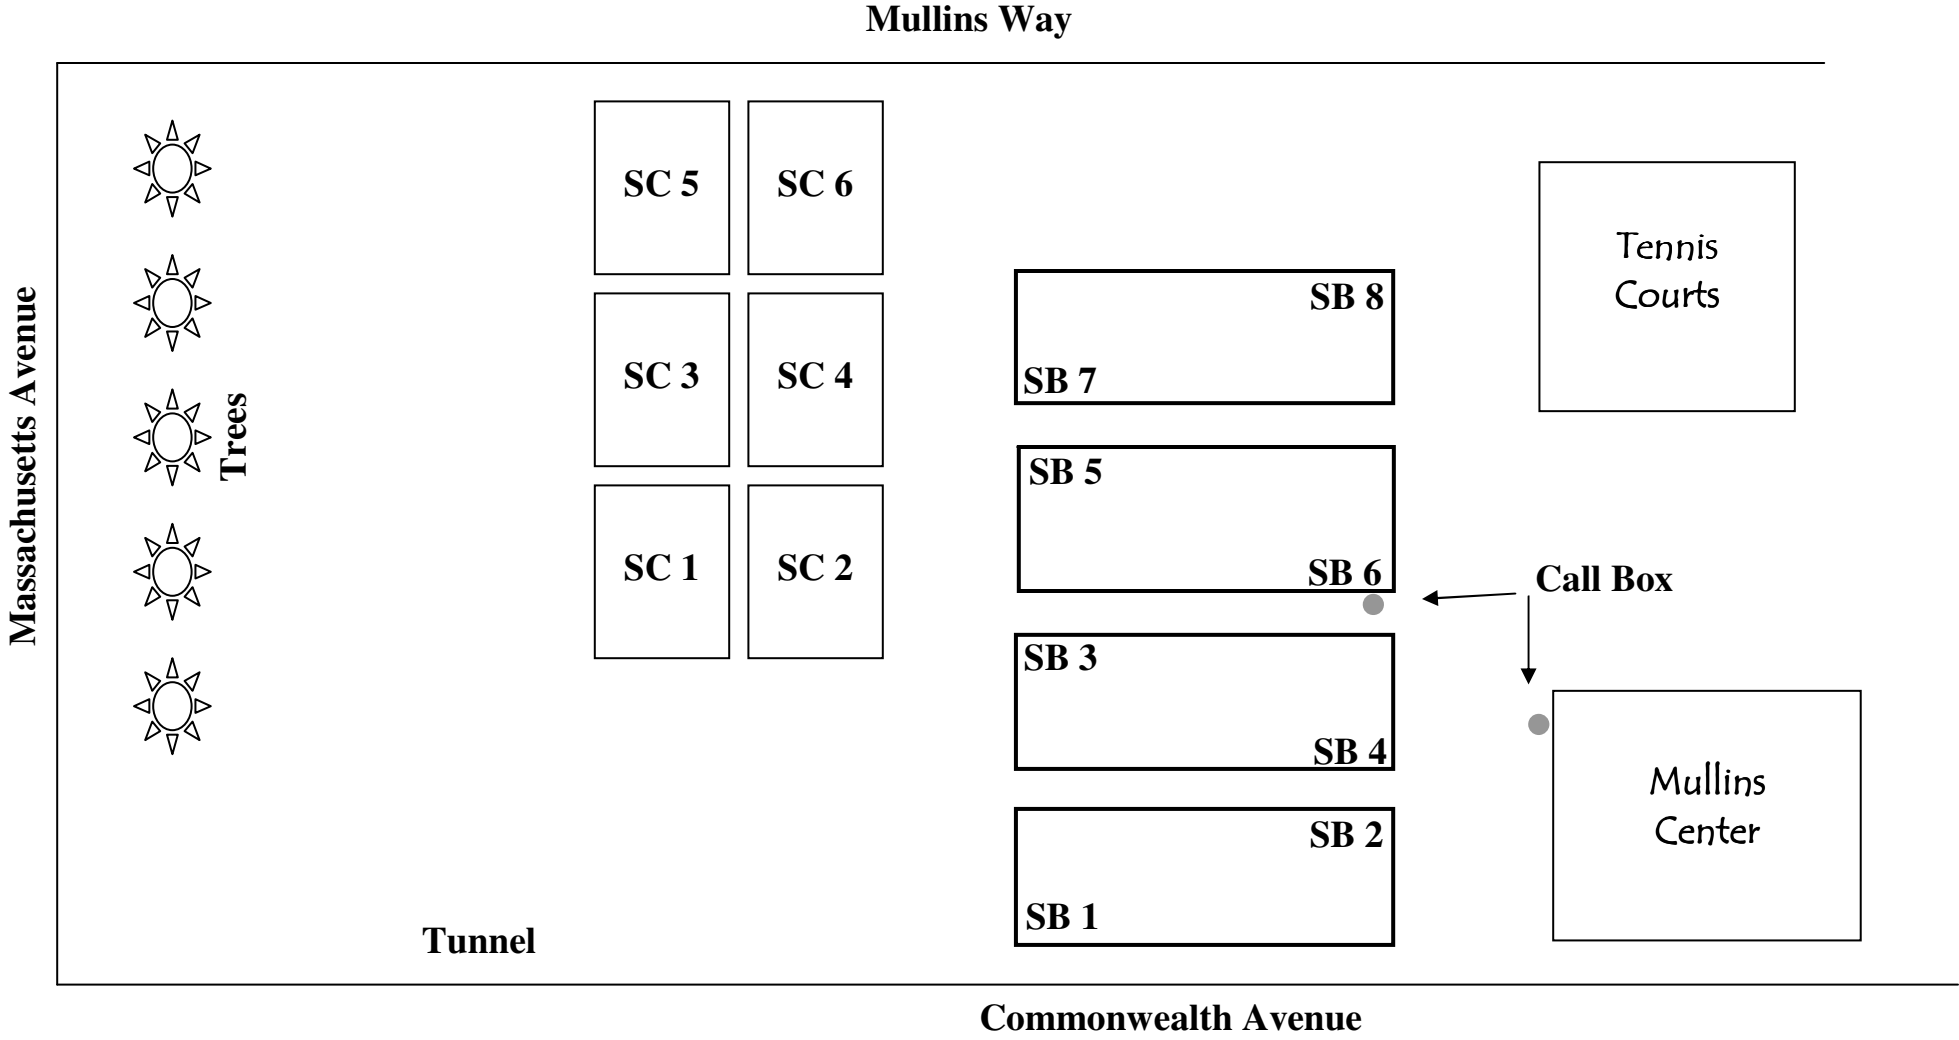 Mullins Way
Massachusetts Avenue
Trees
SC 5
SC 6
SC 3
SC 4
SC 1
SC 2
SB 8
SB 7
SB 5
SB 6
SB 3
SB 4
SB 2
SB 1
Tennis
Courts
Call Box
Mullins
Center
Tunnel
Commonwealth Avenue